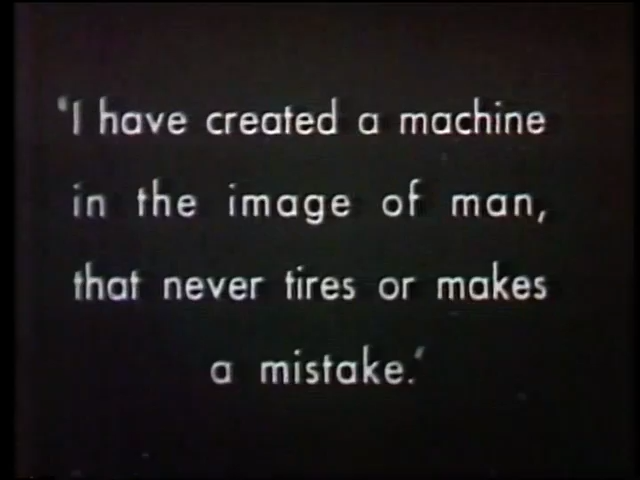 'I have created a machine
in the image of man,
that never tires or makes
a mistake.'